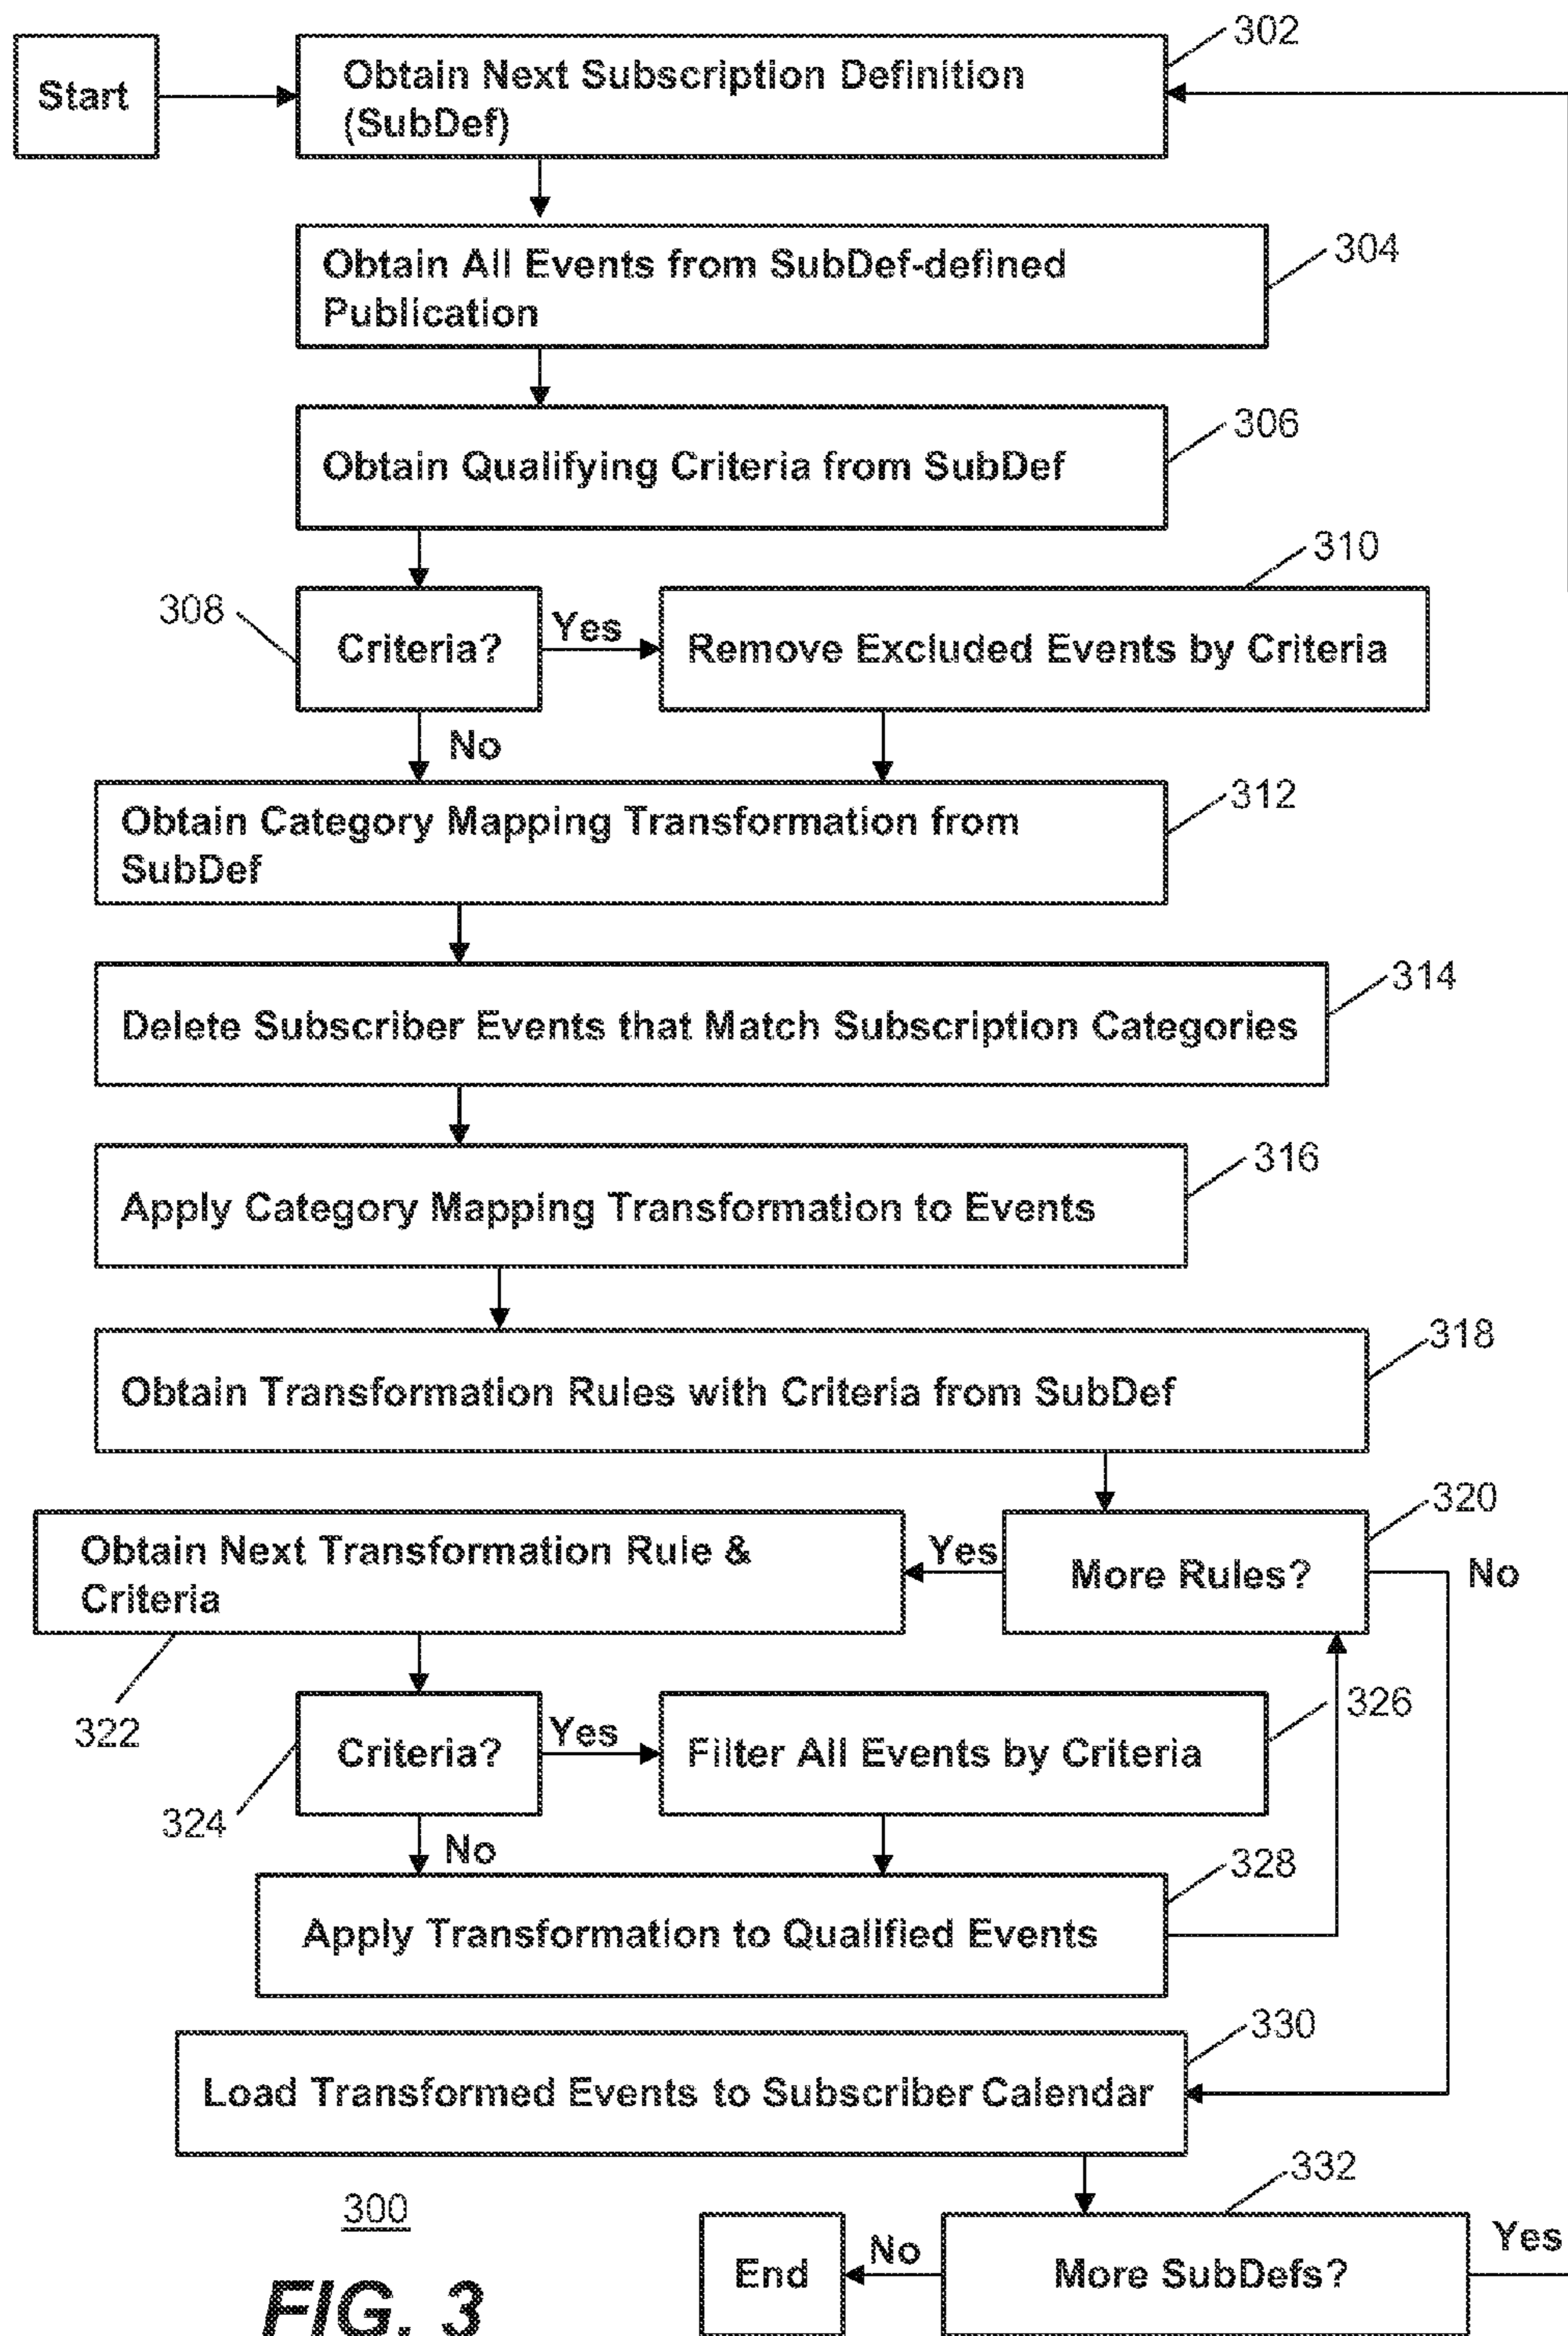 302
Start
Obtain Next Subscription Definition
(SubDef)
304
Obtain All Events from SubDef-defined
Publication
306
Obtain Qualifying Criteria from SubDef
310
308
Criteria?
Yes
Remove Excluded Events by Criteria
No
312
Obtain Category Mapping Transformation from
SubDef
314
Delete Subscriber Events that Match Subscription Categories
316
Apply Category Mapping Transformation to Events
318
Obtain Transformation Rules with Criteria from SubDef
320
Obtain Next Transformation Rule &
Criteria
Yes
More Rules?
No
322
326
324
Criteria?
Yes
Filter All Events by Criteria
No
328
Apply Transformation to Qualified Events
330
Load Transformed Events to Subscriber Calendar
332
300
End
No
More SubDefs?
Yes
FIG. 3